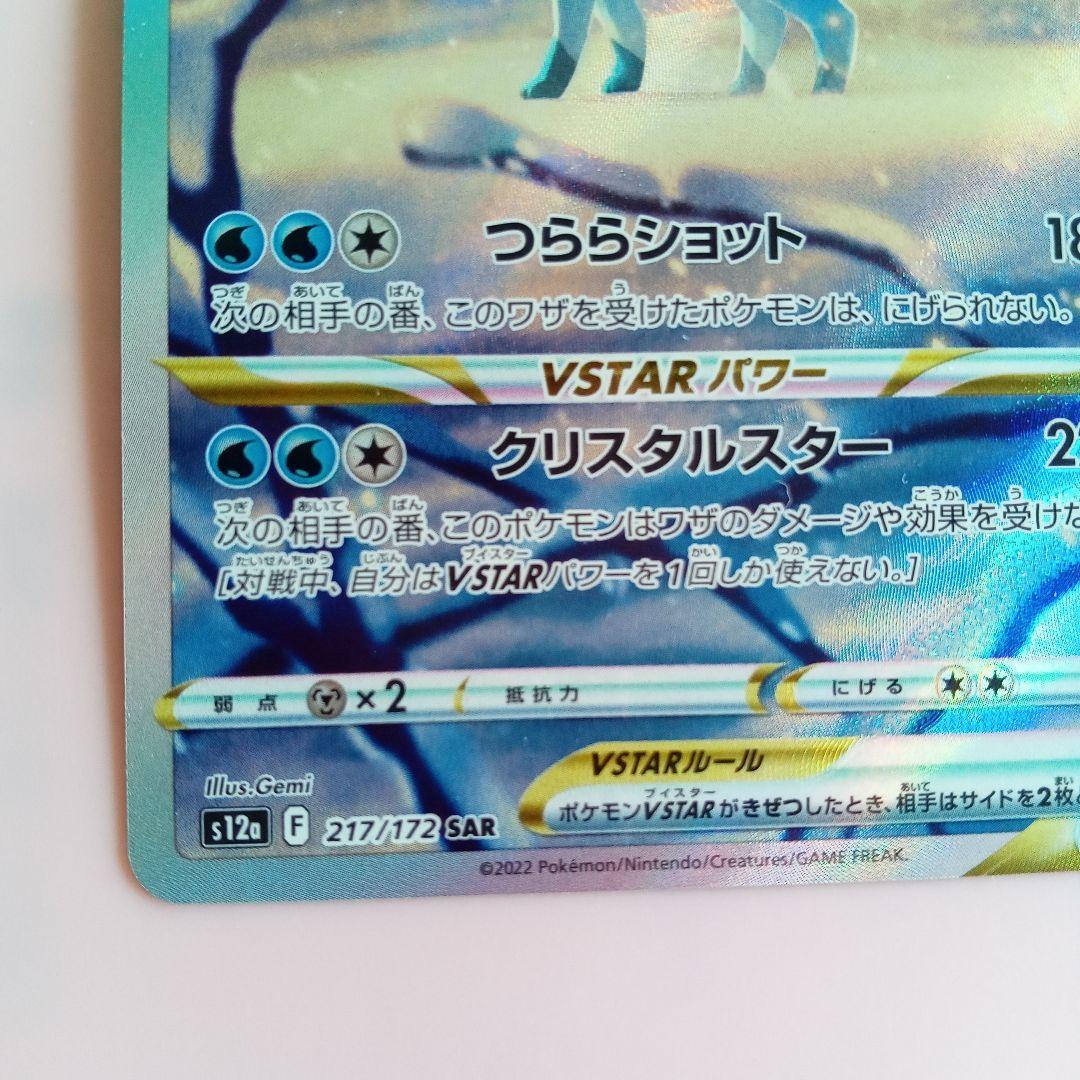 つららショット 18
次の相手の番、このワザを受けたポケモンは、にげられない。
VSTARパワー
クリスタルスター 2
次の相手の番、このポケモンはワザのダメージや効果を受けな
[対戦中、自分はVSTARパワーを1回しか使えない。]
弱点 ×2 抵抗力 にげる
VSTARルール
ポケモンVSTARがきぜつしたとき、相手はサイドを2枚
Illus.Gemi
s12a F 217/172 SAR
©2022 Pokémon/Nintendo/Creatures/GAME FREAK.